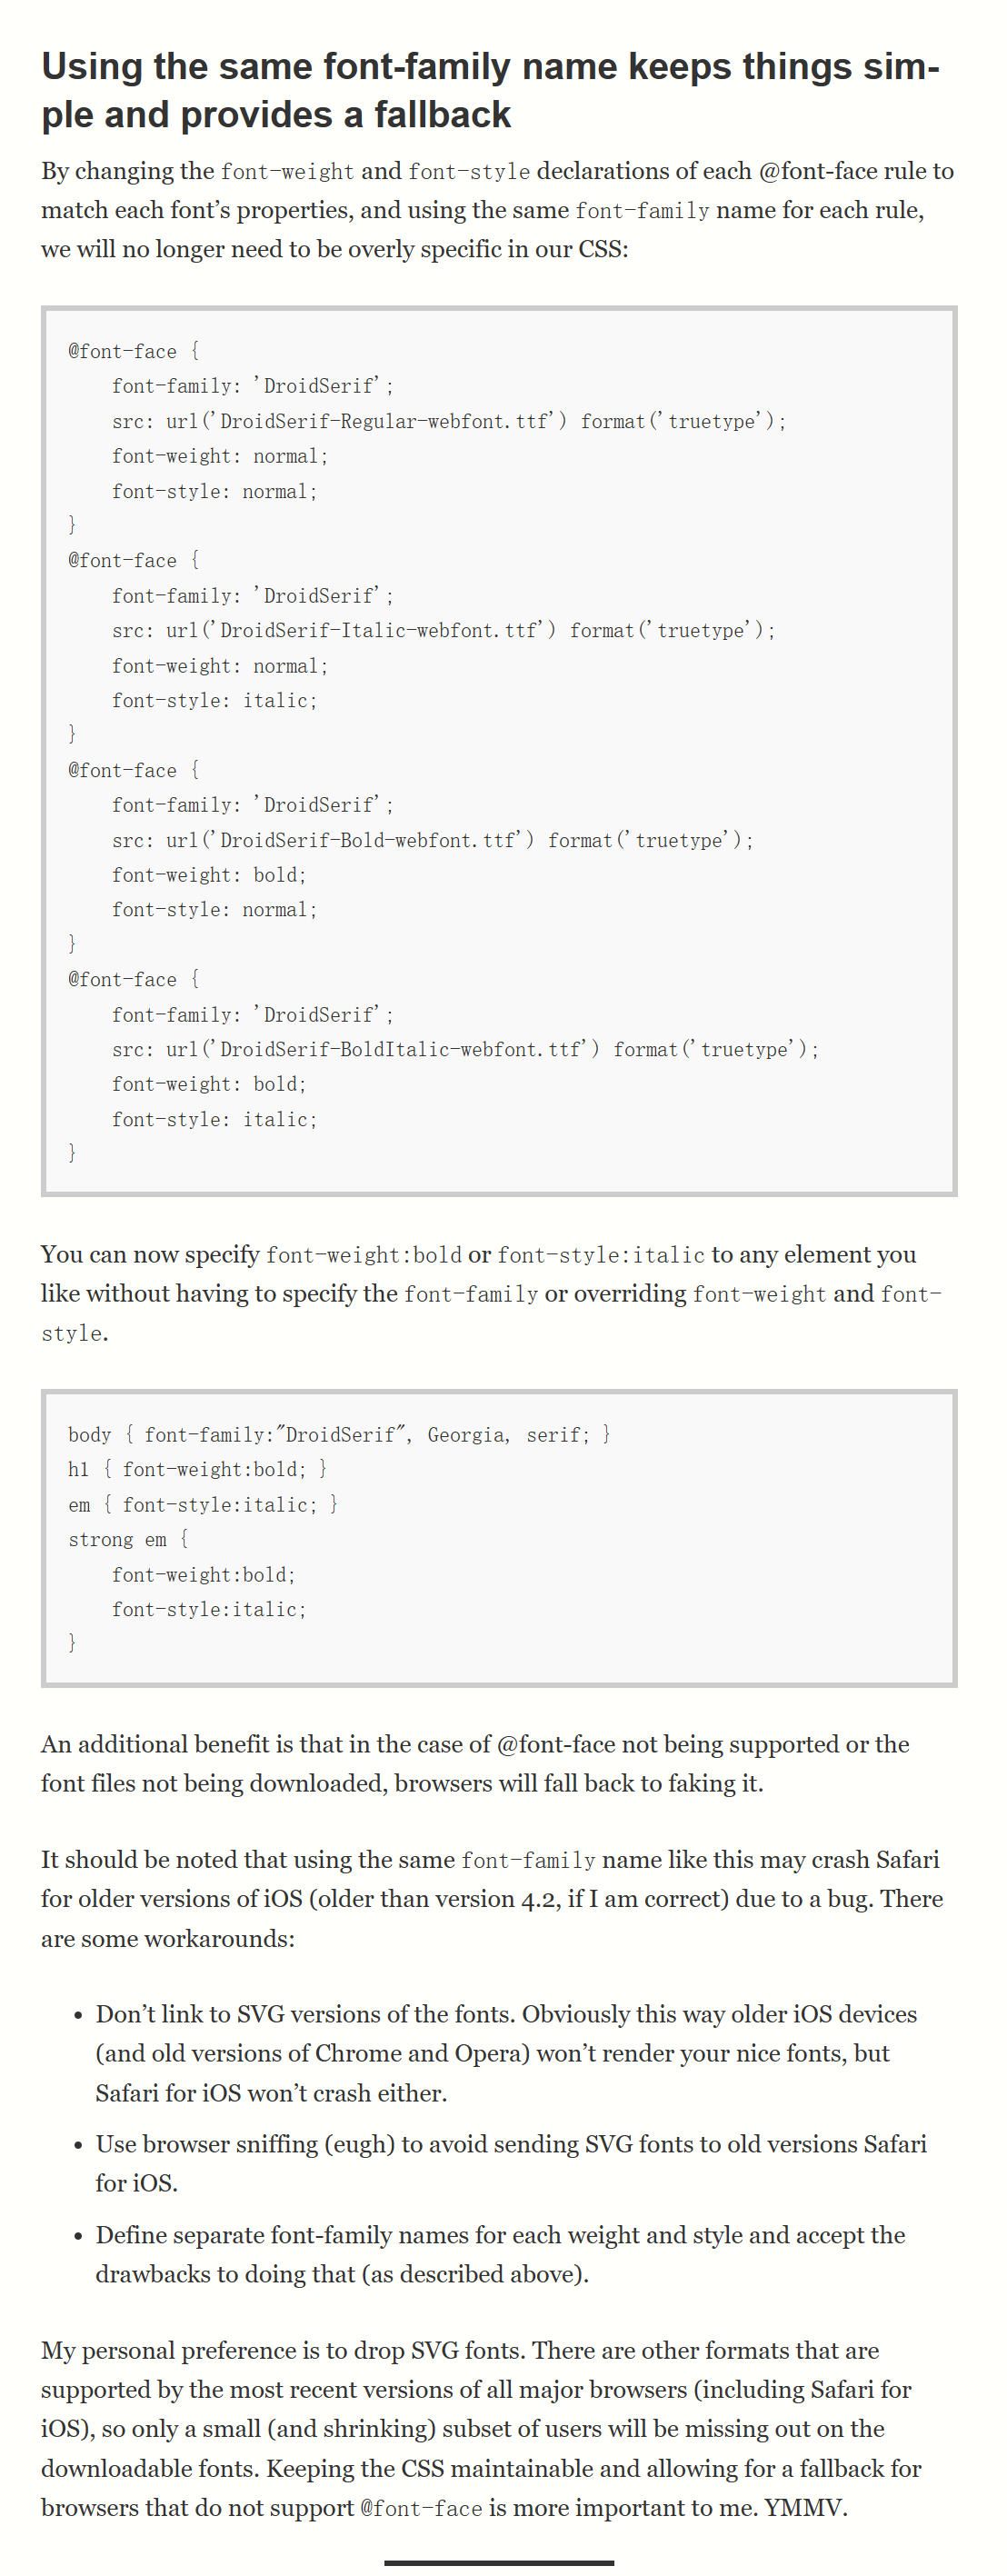 Using the same font-family name keeps things sim-
ple and provides a fallback
By changing the font-weight and font-style declarations of each @font-face rule to
match each font’s properties, and using the same font-family name for each rule,
we will no longer need to be overly specific in our CSS:
@font-face {
    font-family: 'DroidSerif';
    src: url('DroidSerif-Regular-webfont.ttf') format('truetype');
    font-weight: normal;
    font-style: normal;
}
@font-face {
    font-family: 'DroidSerif';
    src: url('DroidSerif-Italic-webfont.ttf') format('truetype');
    font-weight: normal;
    font-style: italic;
}
@font-face {
    font-family: 'DroidSerif';
    src: url('DroidSerif-Bold-webfont.ttf') format('truetype');
    font-weight: bold;
    font-style: normal;
}
@font-face {
    font-family: 'DroidSerif';
    src: url('DroidSerif-BoldItalic-webfont.ttf') format('truetype');
    font-weight: bold;
    font-style: italic;
}
You can now specify font-weight:bold or font-style:italic to any element you
like without having to specify the font-family or overriding font-weight and font-
style.
body { font-family:"DroidSerif", Georgia, serif; }
h1 { font-weight:bold; }
em { font-style:italic; }
strong em {
    font-weight:bold;
    font-style:italic;
}
An additional benefit is that in the case of @font-face not being supported or the
font files not being downloaded, browsers will fall back to faking it.
It should be noted that using the same font-family name like this may crash Safari
for older versions of iOS (older than version 4.2, if I am correct) due to a bug. There
are some workarounds:
• Don’t link to SVG versions of the fonts. Obviously this way older iOS devices
(and old versions of Chrome and Opera) won’t render your nice fonts, but
Safari for iOS won’t crash either.
• Use browser sniffing (eugh) to avoid sending SVG fonts to old versions Safari
for iOS.
• Define separate font-family names for each weight and style and accept the
drawbacks to doing that (as described above).
My personal preference is to drop SVG fonts. There are other formats that are
supported by the most recent versions of all major browsers (including Safari for
iOS), so only a small (and shrinking) subset of users will be missing out on the
downloadable fonts. Keeping the CSS maintainable and allowing for a fallback for
browsers that do not support @font-face is more important to me. YMMV.